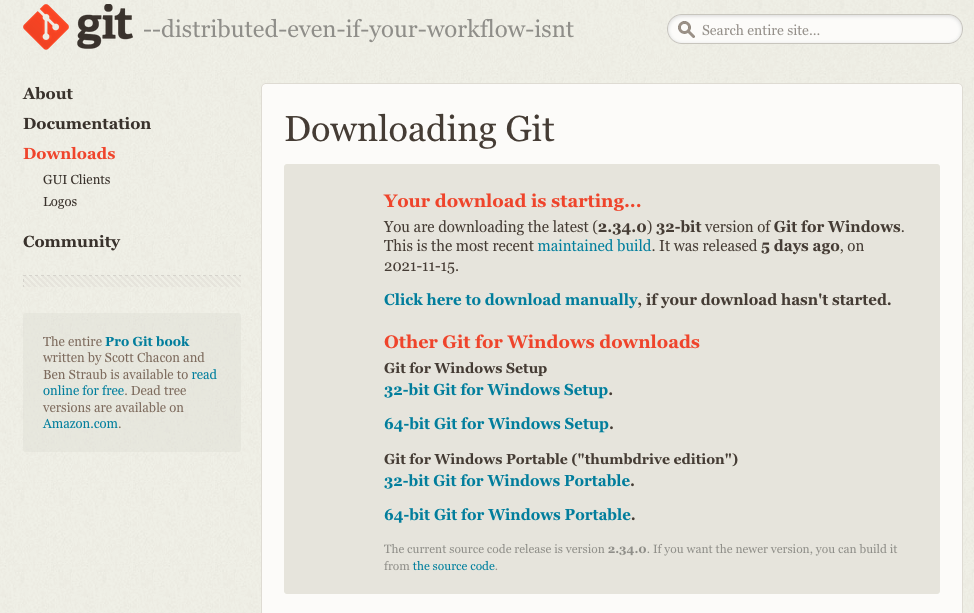 git --distributed-even-if-your-workflow-isnt
Search entire site...
About
Documentation
Downloads
GUI Clients
Logos
Community
The entire Pro Git book
written by Scott Chacon and
Ben Straub is available to read
online for free. Dead tree
versions are available on
Amazon.com.
Downloading Git
Your download is starting...
You are downloading the latest (2.34.0) 32-bit version of Git for Windows.
This is the most recent maintained build. It was released 5 days ago, on
2021-11-15.
Click here to download manually, if your download hasn't started.
Other Git for Windows downloads
Git for Windows Setup
32-bit Git for Windows Setup.
64-bit Git for Windows Setup.
Git for Windows Portable ("thumbdrive edition")
32-bit Git for Windows Portable.
64-bit Git for Windows Portable.
The current source code release is version 2.34.0. If you want the newer version, you can build it
from the source code.